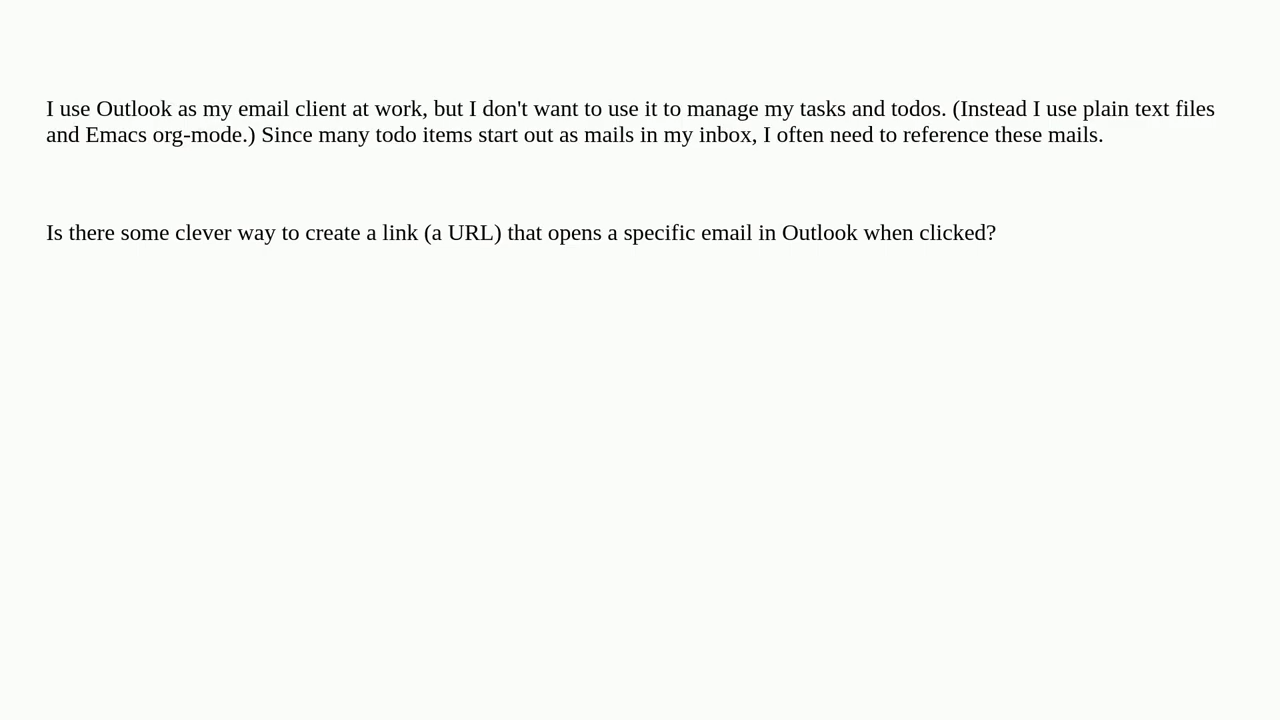 I use Outlook as my email client at work, but I don't want to use it to manage my tasks and todos. (Instead I use plain text files
and Emacs org-mode.) Since many todo items start out as mails in my inbox, I often need to reference these mails.
Is there some clever way to create a link (a URL) that opens a specific email in Outlook when clicked?